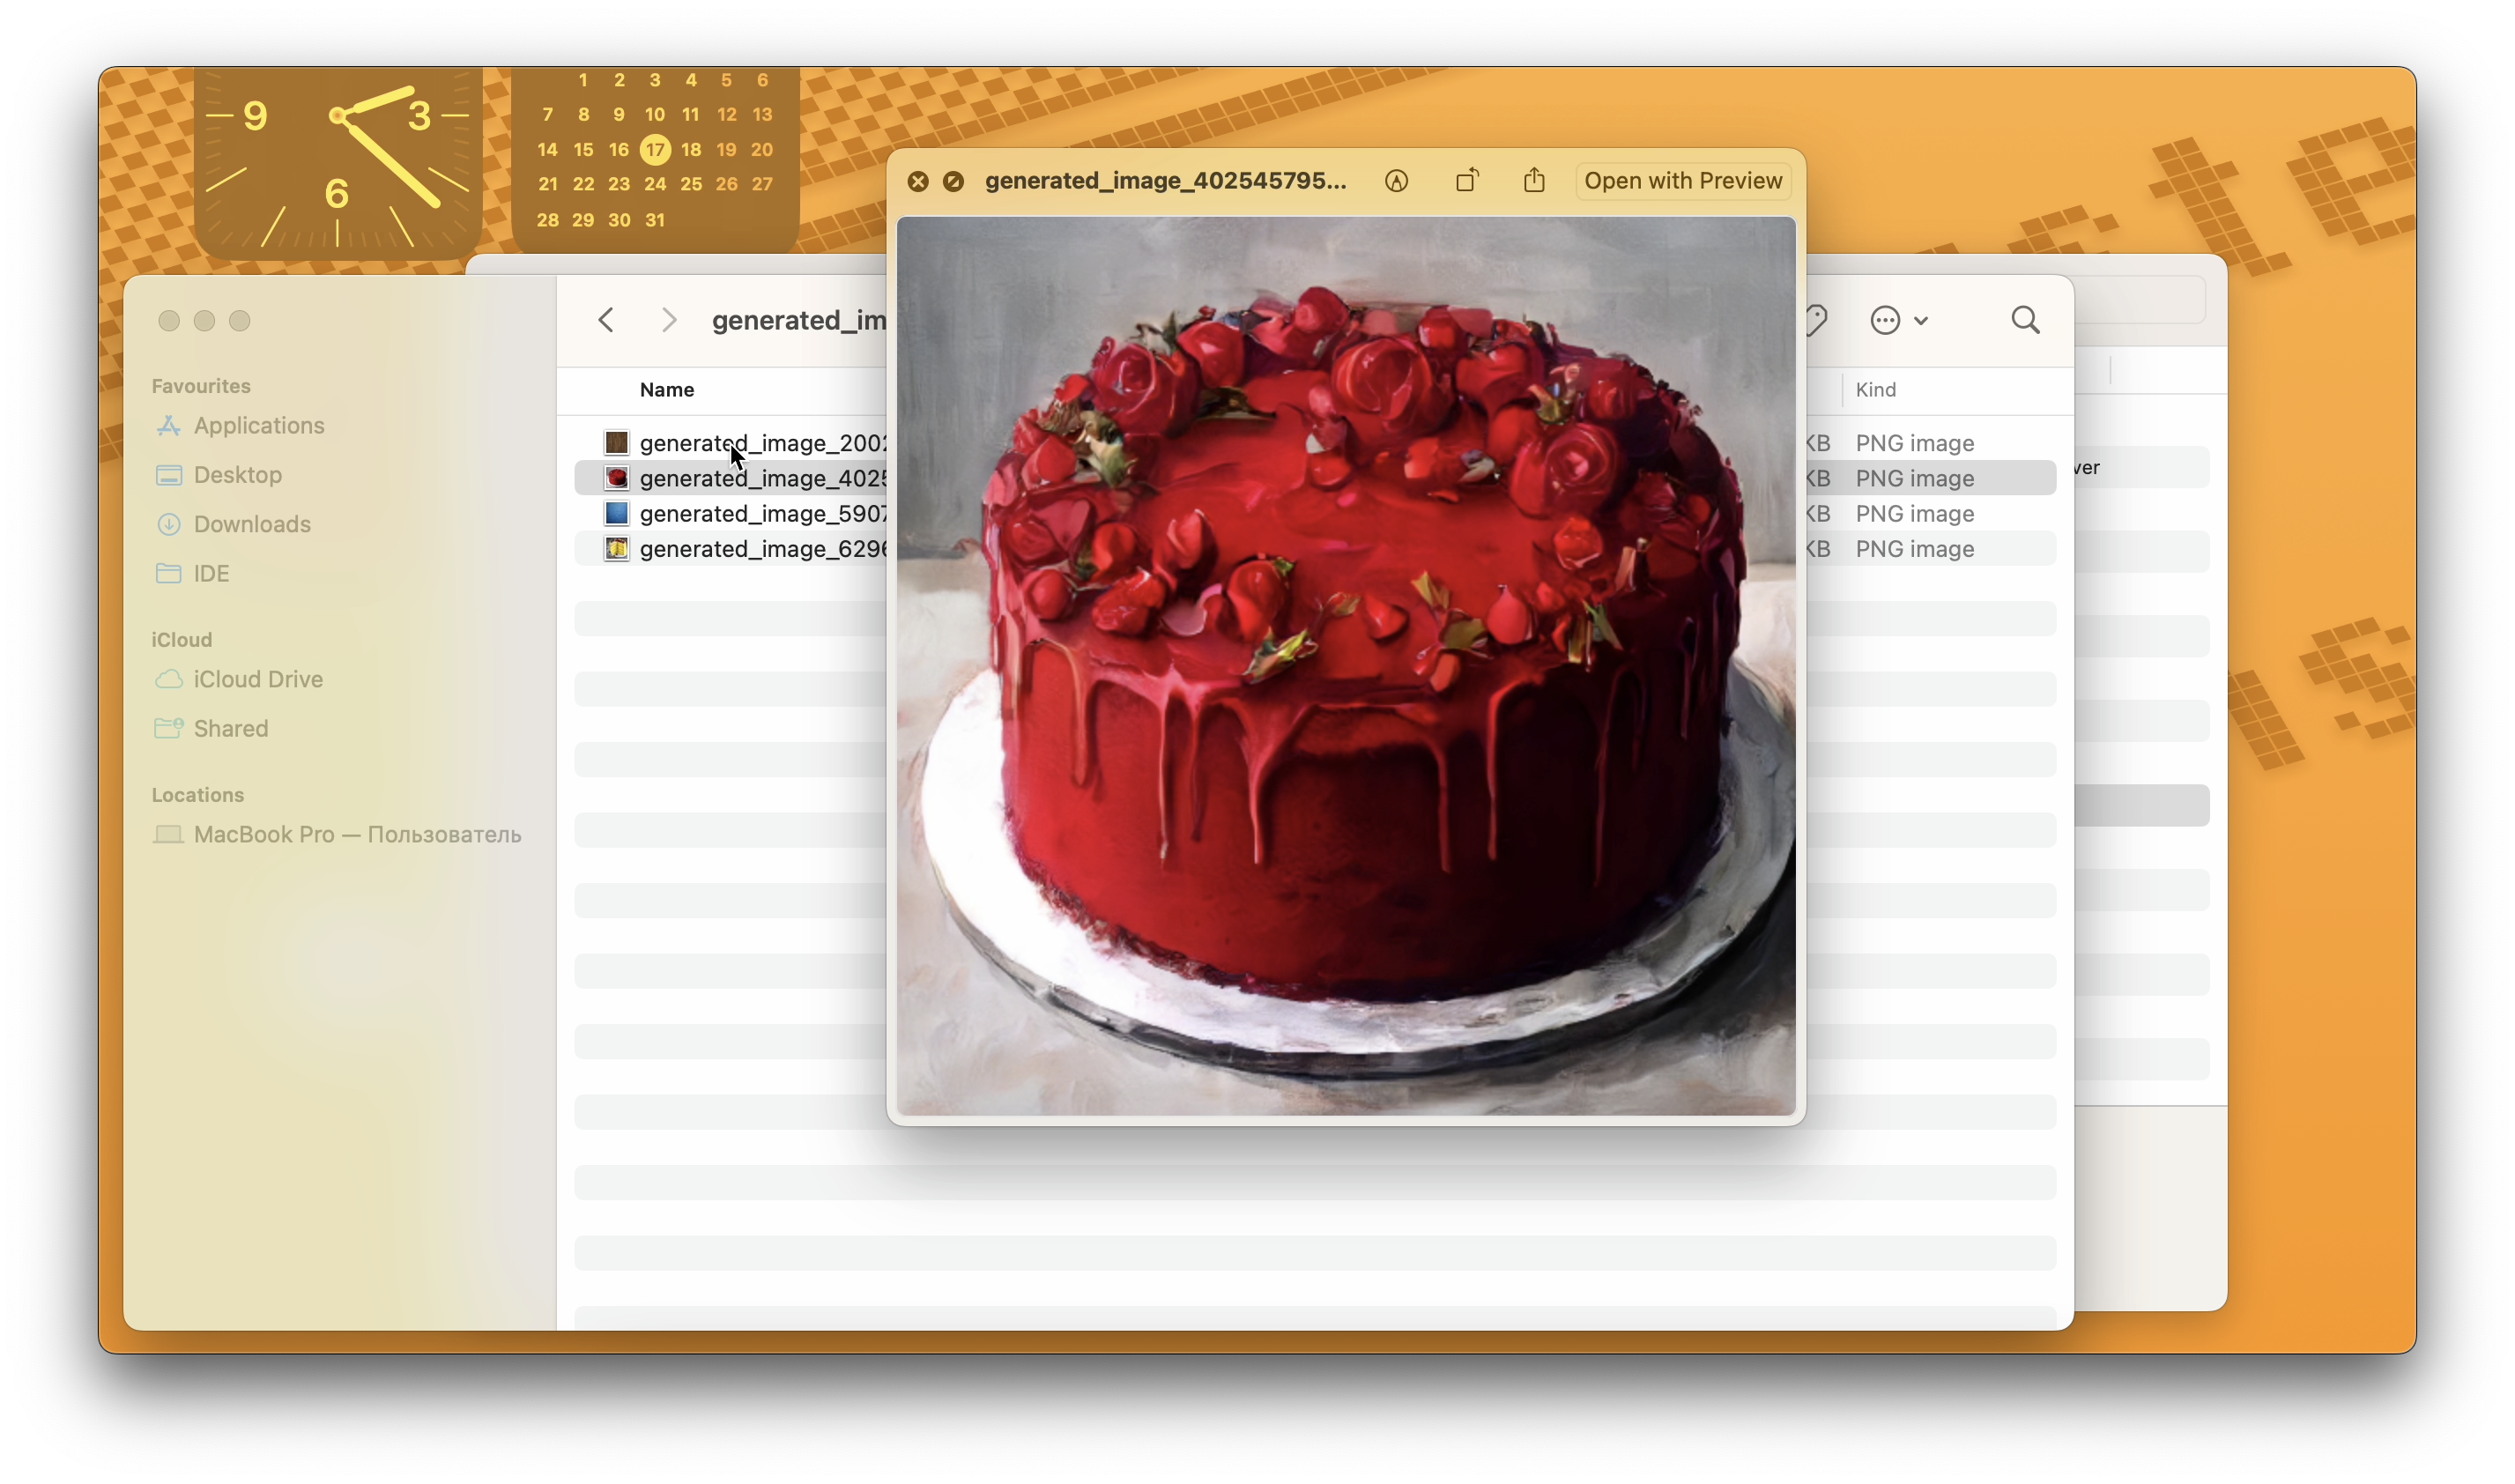 9 3
6
1 2 3 4 5 6
7 8 9 10 11 12 13
14 15 16 17 18 19 20
21 22 23 24 25 26 27
28 29 30 31
generated_image_402545795...
Open with Preview
Favourites
Applications
Desktop
Downloads
IDE
iCloud
iCloud Drive
Shared
Locations
MacBook Pro — Пользователь
generated_im
Name
Kind
generated_image_2002
KB PNG image
generated_image_4025
KB PNG image
generated_image_5907
KB PNG image
generated_image_6296
KB PNG image
ver